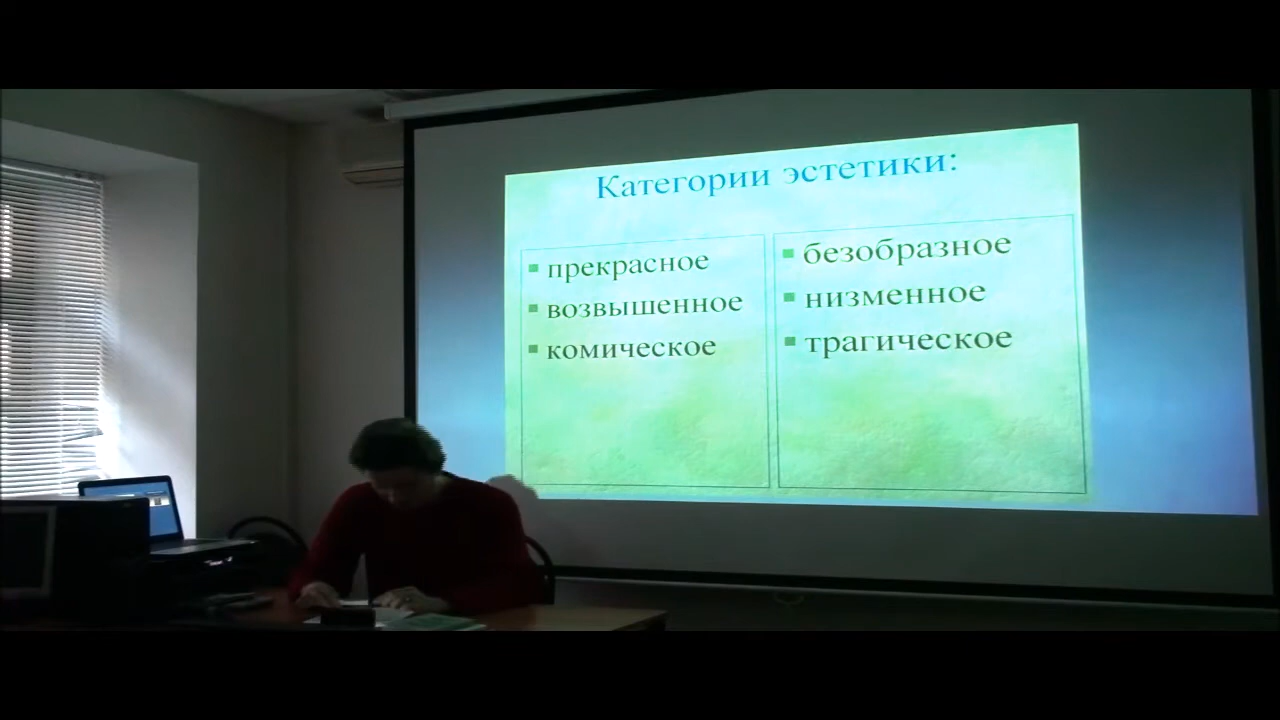 Категории эстетики:
прекрасное
возвышенное
комическое
безобразное
низменное
трагическое